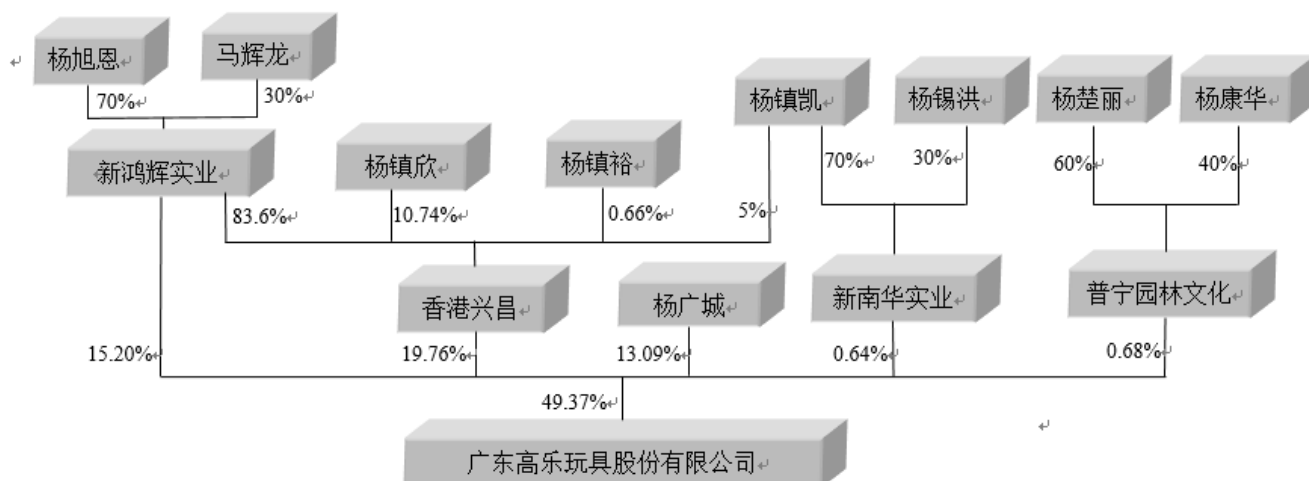 杨旭恩
马辉龙
杨镇凯
杨锡洪
杨楚丽
杨康华
70%
30%
新鸿辉实业
杨镇欣
杨镇裕
70%
30%
60%
40%
83.6%
10.74%
0.66%
5%
香港兴昌
杨广城
新南华实业
普宁园林文化
15.20%
19.76%
13.09%
0.64%
0.68%
49.37%
广东高乐玩具股份有限公司